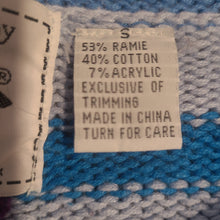 S
53% RAMIE
40% COTTON
7% ACRYLIC
EXCLUSIVE OF
TRIMMING
MADE IN CHINA
TURN FOR CARE
y
®